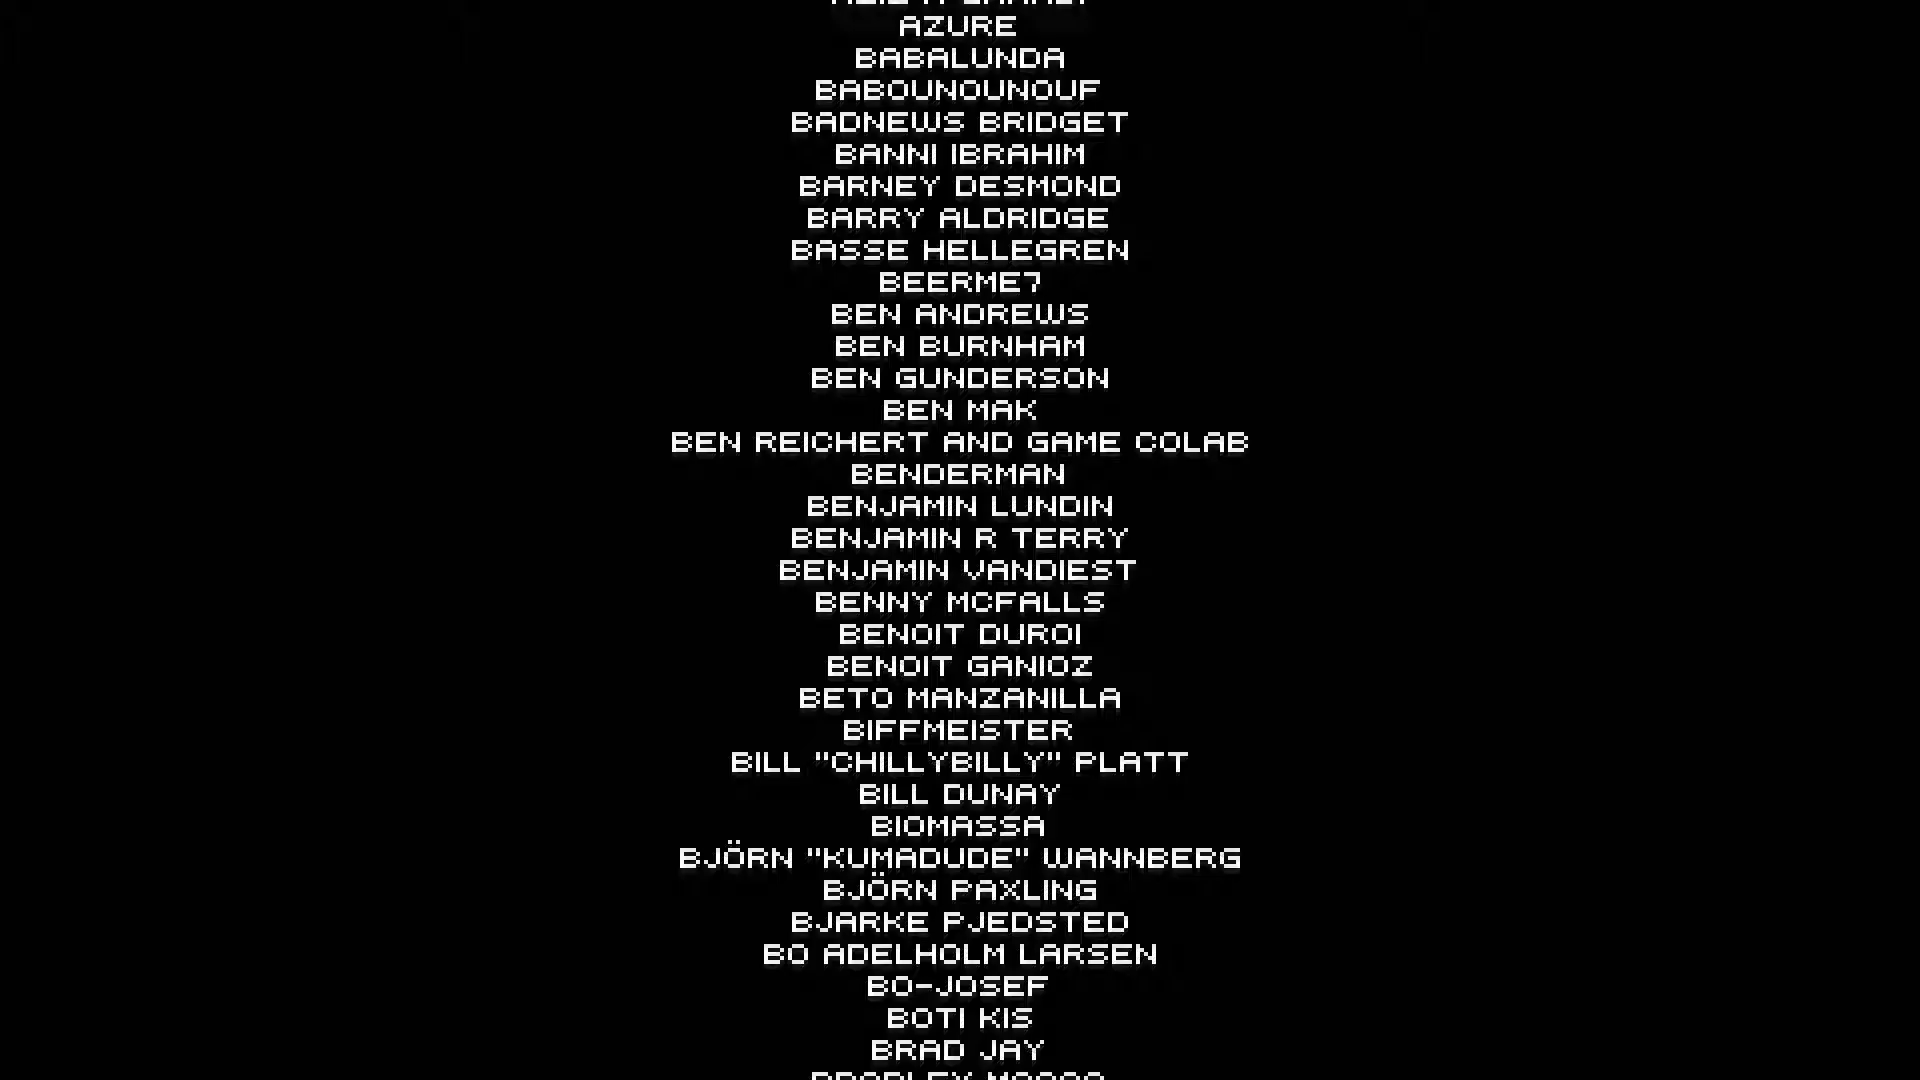 AZURE
BABALUNDA
BABOUNOUNOUF
BADNEWS BRIDGET
BANNI IBRAHIM
BARNEY DESMOND
BARRY ALDRIDGE
BASSE HELLEGREN
BEERME7
BEN ANDREWS
BEN BURNHAM
BEN GUNDERSON
BEN MAK
BEN REICHERT AND GAME COLAB
BENDERMAN
BENJAMIN LUNDIN
BENJAMIN R TERRY
BENJAMIN VANDIEST
BENNY MCFALLS
BENOIT DUROI
BENOIT GANIOZ
BETO MANZANILLA
BIFFMEISTER
BILL "CHILLYBILLY" PLATT
BILL DUNAY
BIOMASSA
BJÖRN "KUMADUDE" WANNBERG
BJÖRN PAXLING
BJARKE PJEDSTED
BO ADELHOLM LARSEN
BO-JOSEF
BOTI KIS
BRAD JAY